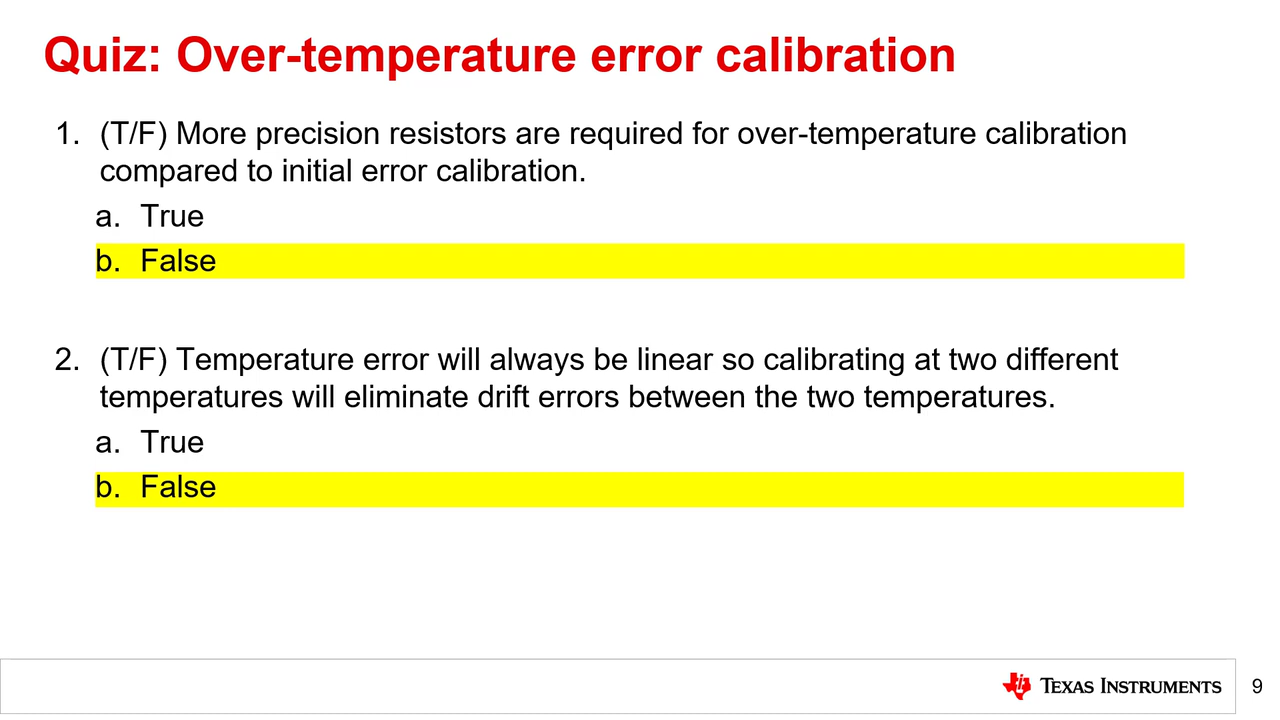 Quiz: Over-temperature error calibration
1. (T/F) More precision resistors are required for over-temperature calibration
compared to initial error calibration.
a. True
b. False
2. (T/F) Temperature error will always be linear so calibrating at two different
temperatures will eliminate drift errors between the two temperatures.
a. True
b. False
TEXAS INSTRUMENTS
9